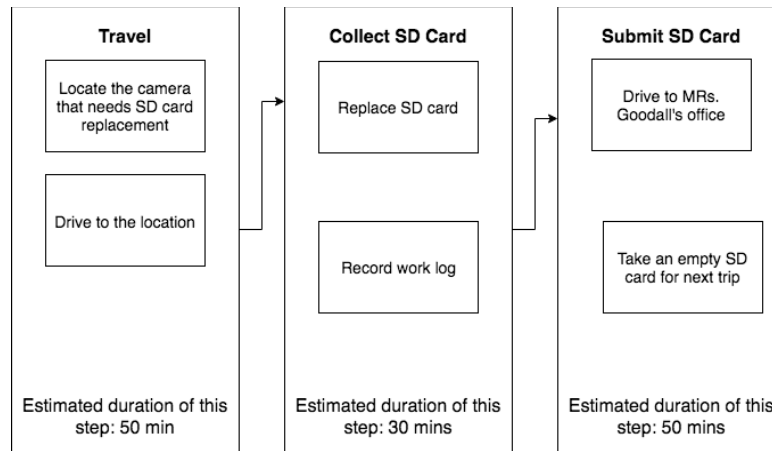 Travel
Locate the camera
that needs SD card
replacement
Drive to the location
Estimated duration of this
step: 50 min
Collect SD Card
Replace SD card
Record work log
Estimated duration of this
step: 30 mins
Submit SD Card
Drive to MRs.
Goodall's office
Take an empty SD
card for next trip
Estimated duration of this
step: 50 mins